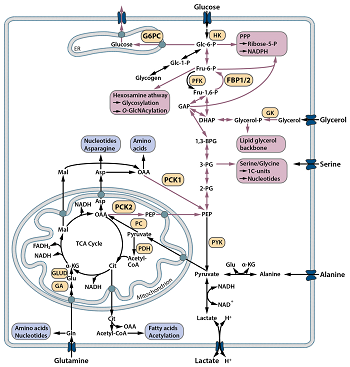 Glucose
G6PC
HK
Glucose
Glc-6-P
ER
PPP
Ribose-5-P
NADPH
Glc-1-P
Glycogen
Fru-6-P
PFK
FBP1/2
Fru-1,6-P
Hexosamine athway
Glycosylation
O-GlcNAcylation
GAP
DHAP
Glycerol-P
GK
Glycerol
Glycerol
Nucleotides
Asparagine
Amino
acids
1,3-BPG
Lipid glycerol
backbone
Mal
Asp
OAA
PCK1
3-PG
Serine/Glycine
1C-units
Nucleotides
Serine
2-PG
Asp
OAA
PCK2
PEP
PEP
NADH
Mal
PC
Pyruvate
FADH2
TCA Cycle
PDH
PYK
NADH
Acetyl-
CoA
α-KG
Cit
GLUD
Glu
NADH
Mitochondrion
GA
Pyruvate
Glu
α-KG
Alanine
Alanine
NADH
NAD+
Amino acids
Nucleotides
Gln
Cit
OAA
Acetyl-CoA
Fatty acids
Acetylation
Lactate
H+
Glutamine
Lactate
H+